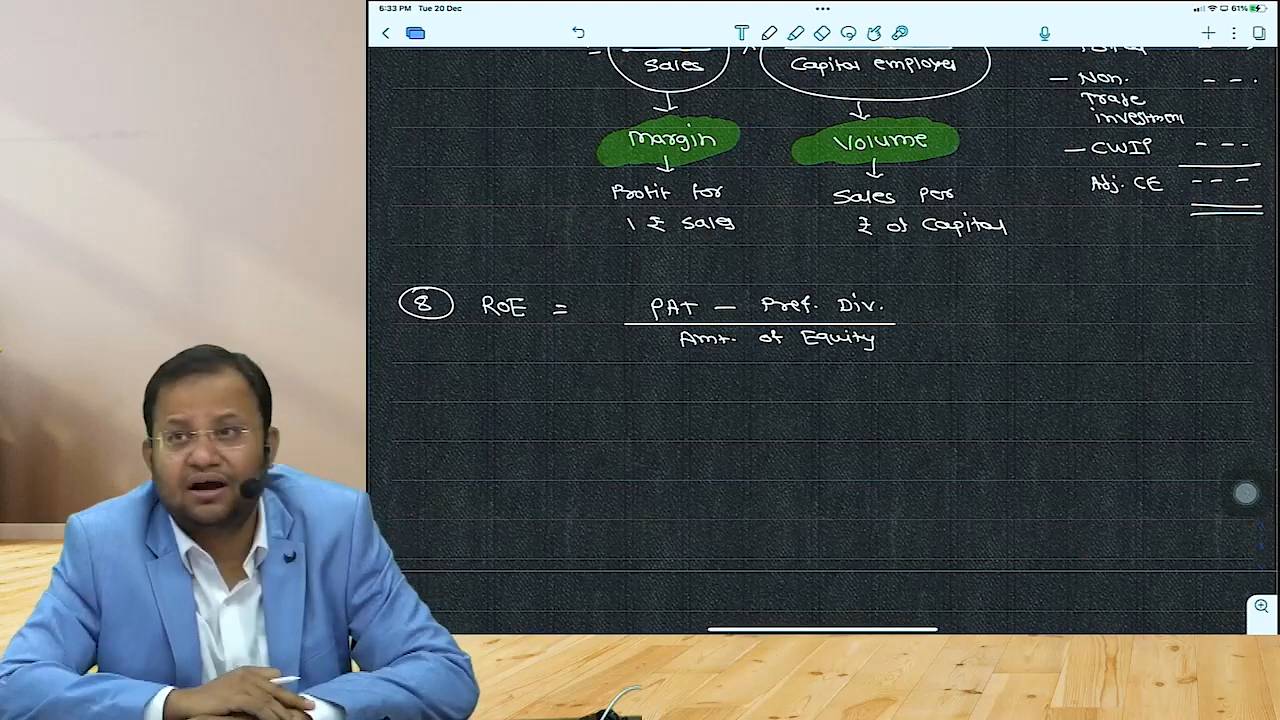 6:33 PM Tue 20 Dec
61%
Sales
Capital employed
— Non.
Trade
investment
— CWIP - - -
Adj. CE - - -
Margin
Volume
Profit for
1 ₹ Sales
Sales Per
₹ of Capital
8 ROE = PAT — Pref. Div.
Amt. of Equity